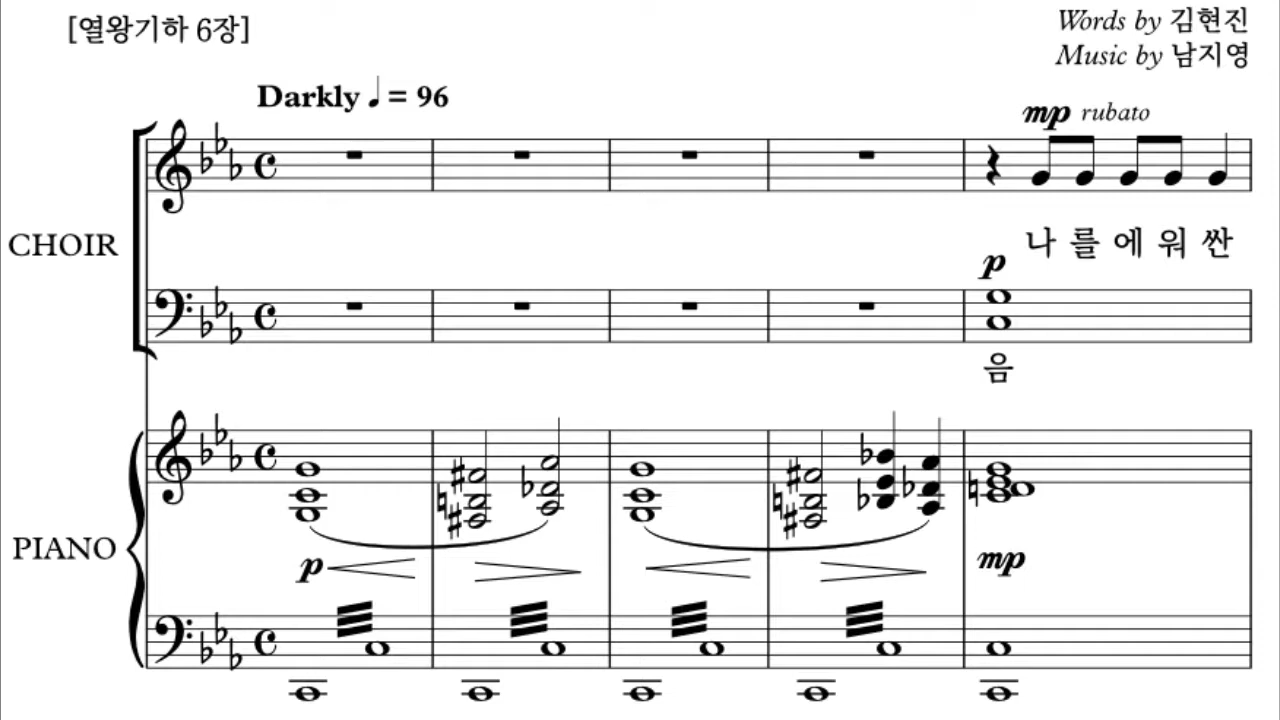 [열왕기하 6장]
Words by 김현진
Music by 남지영
Darkly ♩= 96
mp rubato
CHOIR
나 를 에 워 싼
p
음
PIANO
p
mp